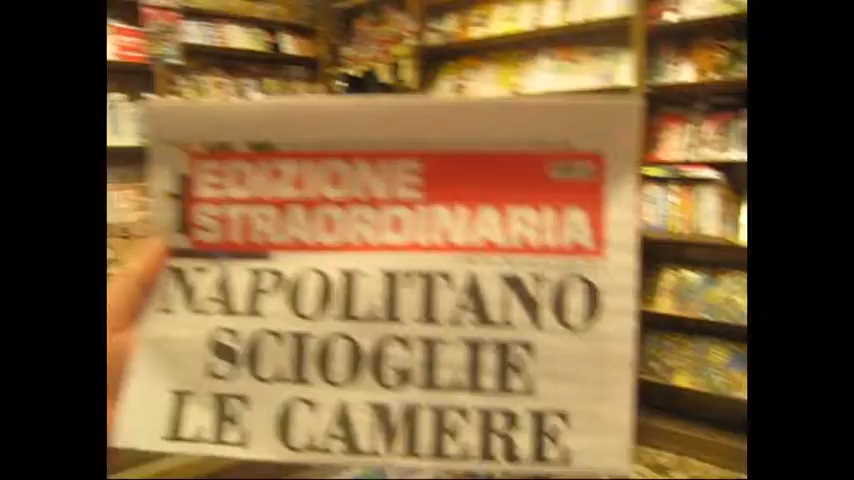 EDIZIONE
STRAORDINARIA
NAPOLITANO
SCIOGLIE
LE CAMERE